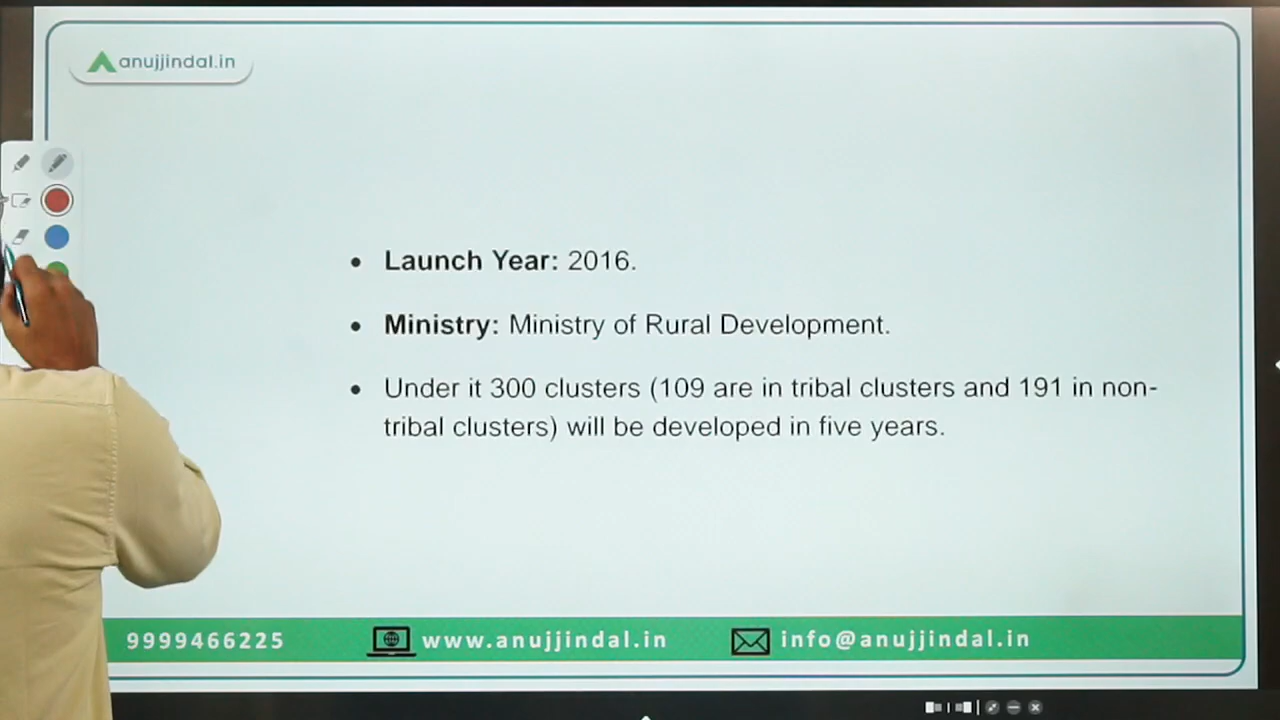 anujjindal.in
• Launch Year: 2016.
• Ministry: Ministry of Rural Development.
• Under it 300 clusters (109 are in tribal clusters and 191 in non-
tribal clusters) will be developed in five years.
9999466225 www.anujjindal.in info@anujjindal.in